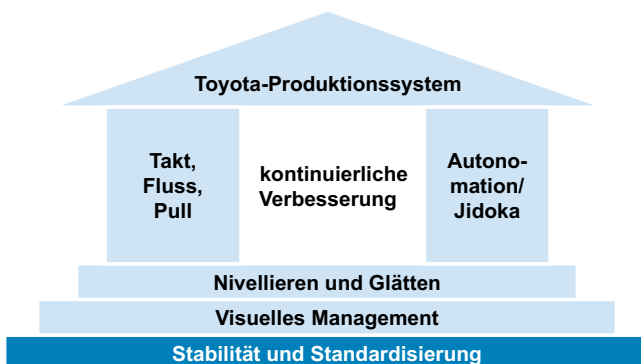 Toyota-Produktionssystem
Takt,
Fluss,
Pull
kontinuierliche
Verbesserung
Autono-
mation/
Jidoka
Nivellieren und Glätten
Visuelles Management
Stabilität und Standardisierung